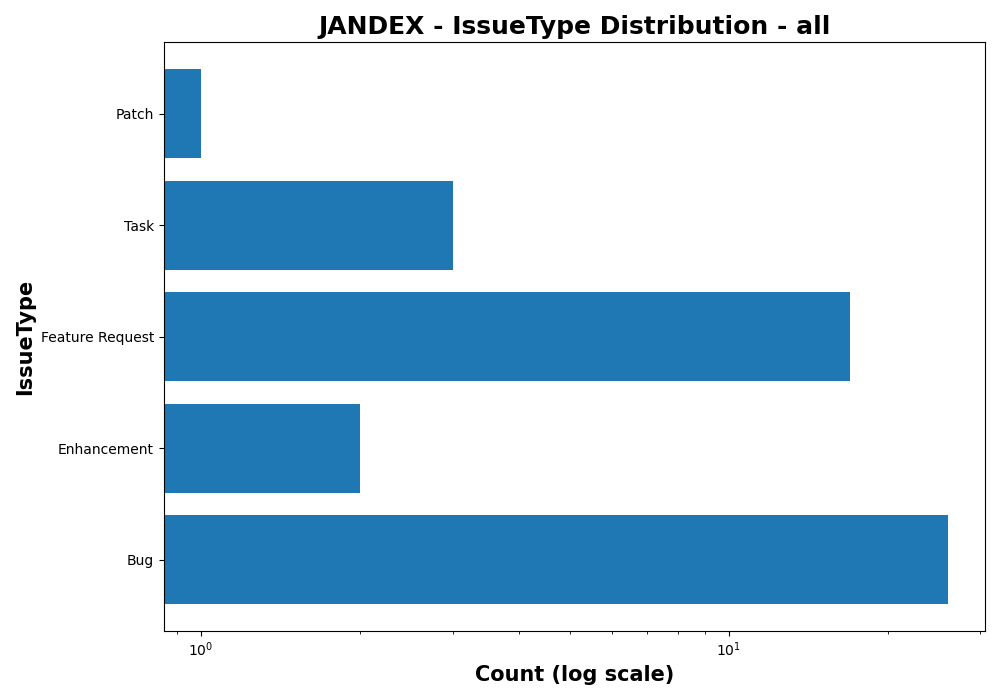 JANDEX - IssueType Distribution - all
Patch
Task
Feature Request
Enhancement
Bug
IssueType
10⁰
10¹
Count (log scale)